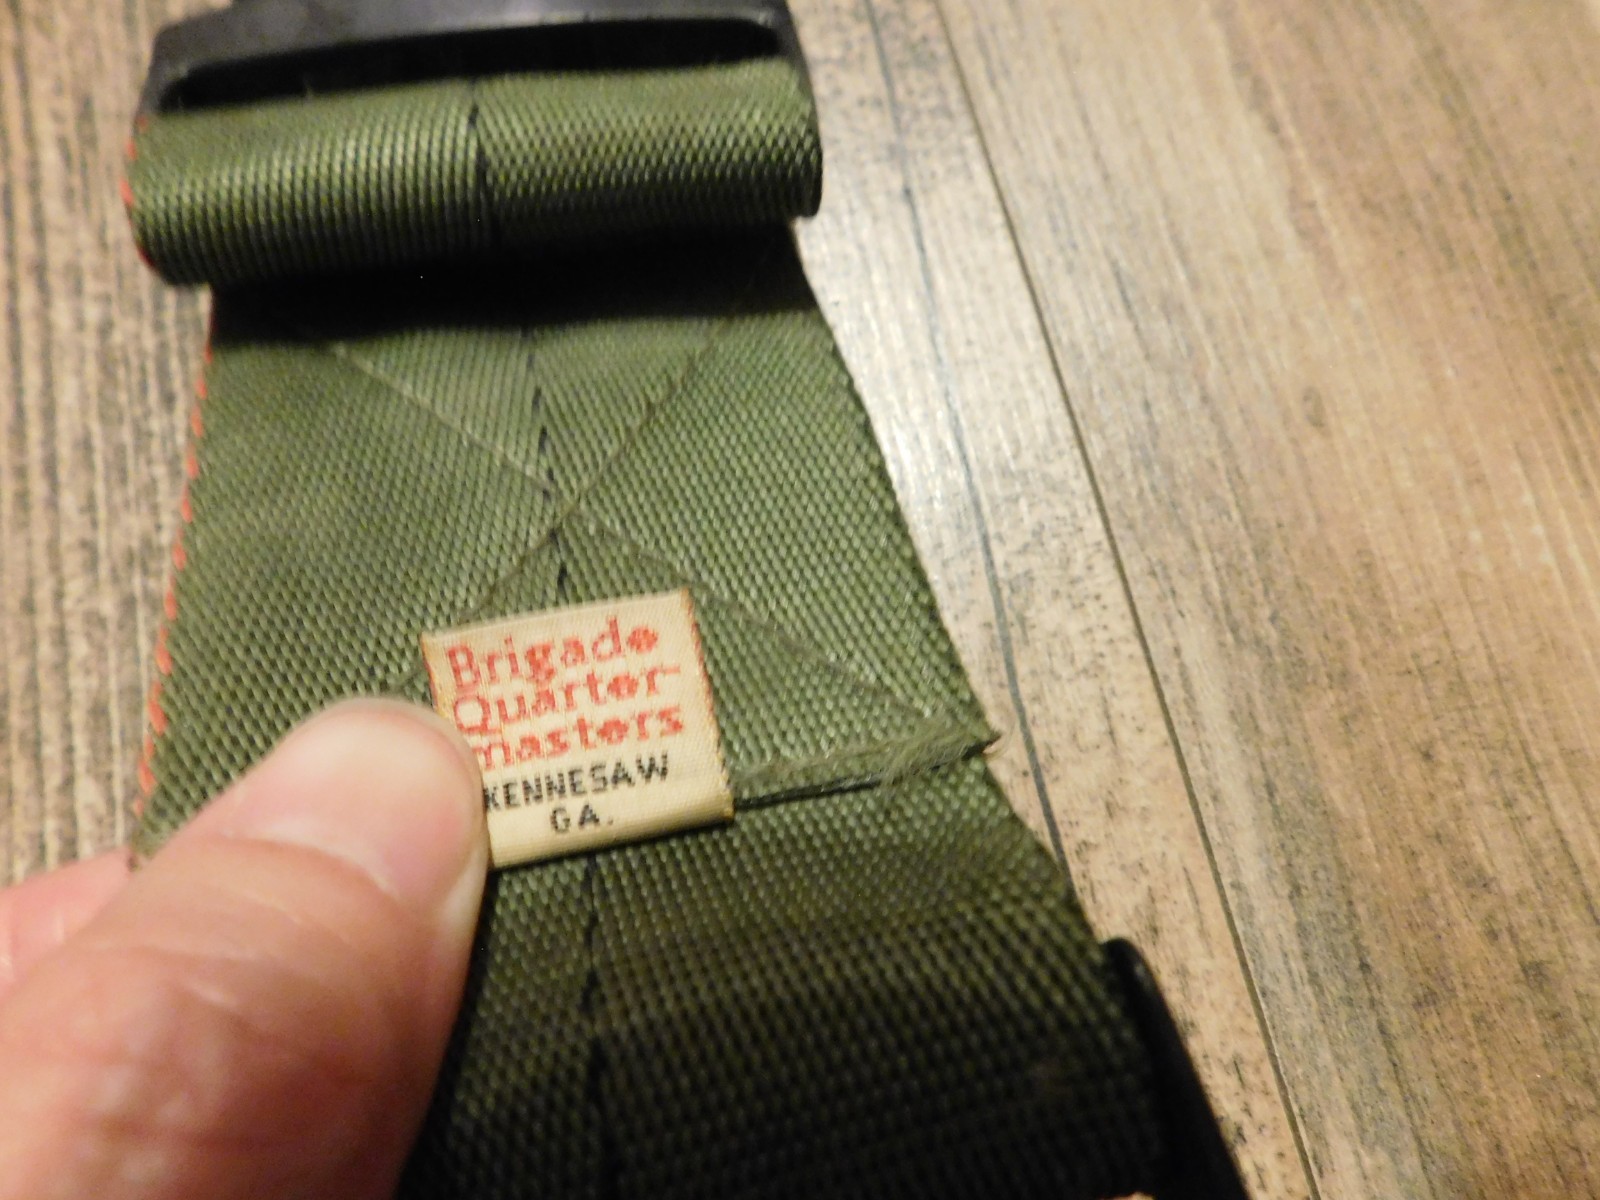 Brigade
Quarter-
masters
KENNESAW
GA.